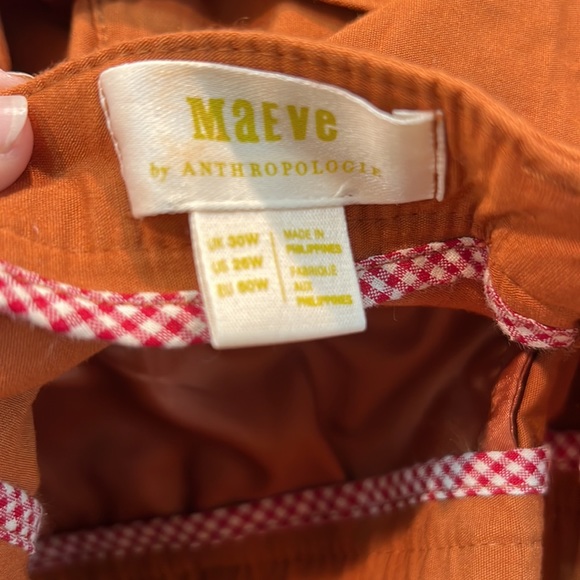 MaEVe
by ANTHROPOLOGIE
UK 30W
US 26W
EU 60W
MADE IN
PHILIPPINES
FABRIQUÉ
AUX
PHILIPPINES